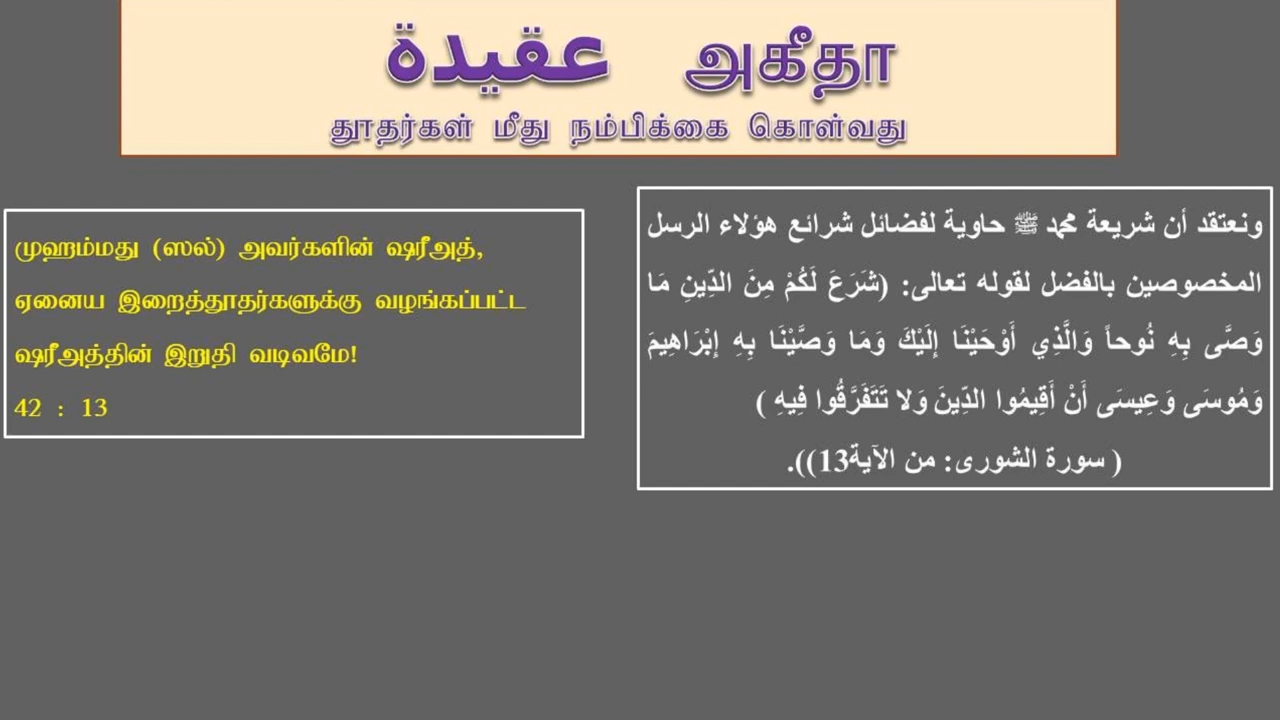 عقيدة அகீதா
தூதர்கள் மீது நம்பிக்கை கொள்வது
முஹம்மது (ஸல்) அவர்களின் ஷரீஅத்,
ஏனைய இறைத்தூதர்களுக்கு வழங்கப்பட்ட
ஷரீஅத்தின் இறுதி வடிவமே!
42 : 13
ونعتقد أن شريعة محمد ﷺ حاوية لفضائل شرائع هؤلاء الرسل
المخصوصين بالفضل لقوله تعالى: (شَرَعَ لَكُمْ مِنَ الدِّينِ مَا
وَصَّى بِهِ نُوحاً وَالَّذِي أَوْحَيْنَا إِلَيْكَ وَمَا وَصَّيْنَا بِهِ إِبْرَاهِيمَ
وَمُوسَى وَعِيسَى أَنْ أَقِيمُوا الدِّينَ وَلا تَتَفَرَّقُوا فِيهِ )
( سورة الشورى: من الآية13)).